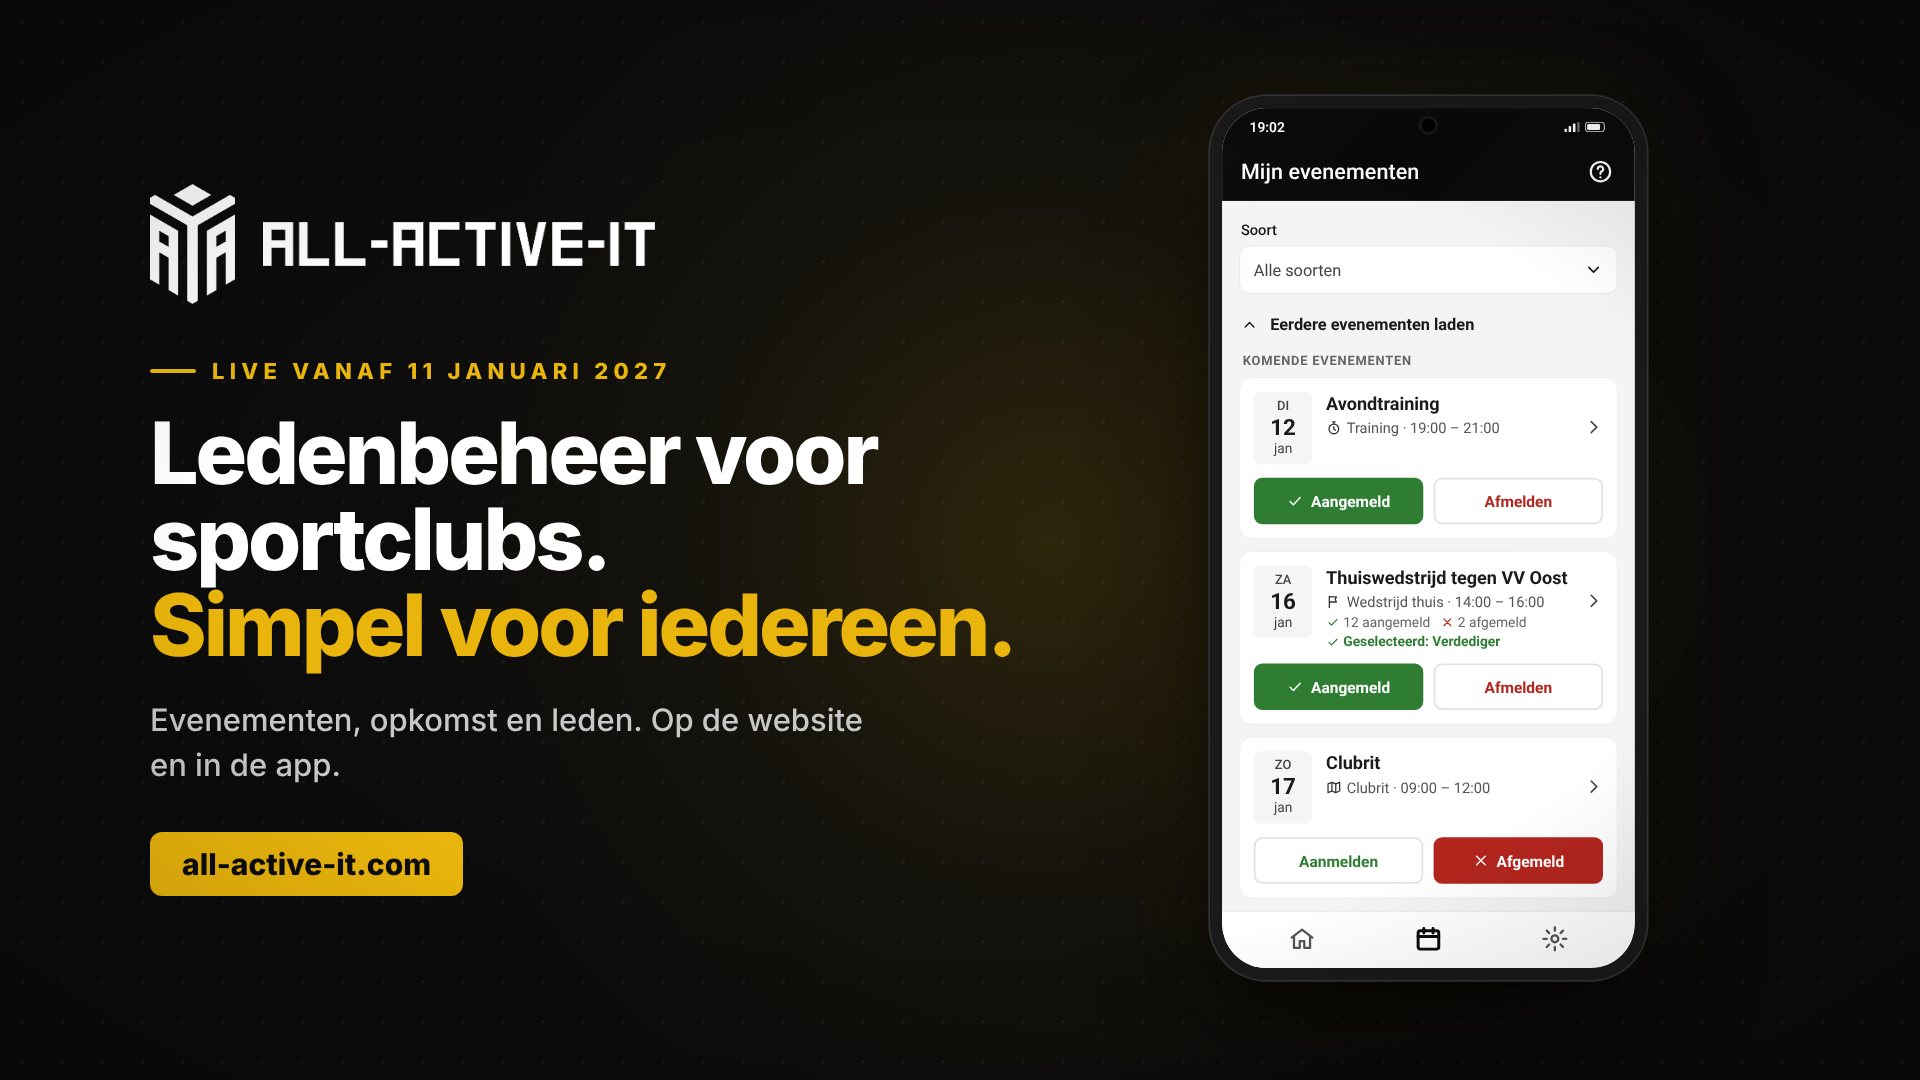 ALL-ACTIVE-IT
LIVE VANAF 11 JANUARI 2027
Ledenbeheer voor
sportclubs.
Simpel voor iedereen.
Evenementen, opkomst en leden. Op de website
en in de app.
all-active-it.com
19:02
Mijn evenementen
Soort
Alle soorten
Eerdere evenementen laden
KOMENDE EVENEMENTEN
DI
12
jan
Avondtraining
Training · 19:00 – 21:00
Aangemeld
Afmelden
ZA
16
jan
Thuiswedstrijd tegen VV Oost
Wedstrijd thuis · 14:00 – 16:00
12 aangemeld 2 afgemeld
Geselecteerd: Verdediger
Aangemeld
Afmelden
ZO
17
jan
Clubrit
Clubrit · 09:00 – 12:00
Aanmelden
Afgemeld